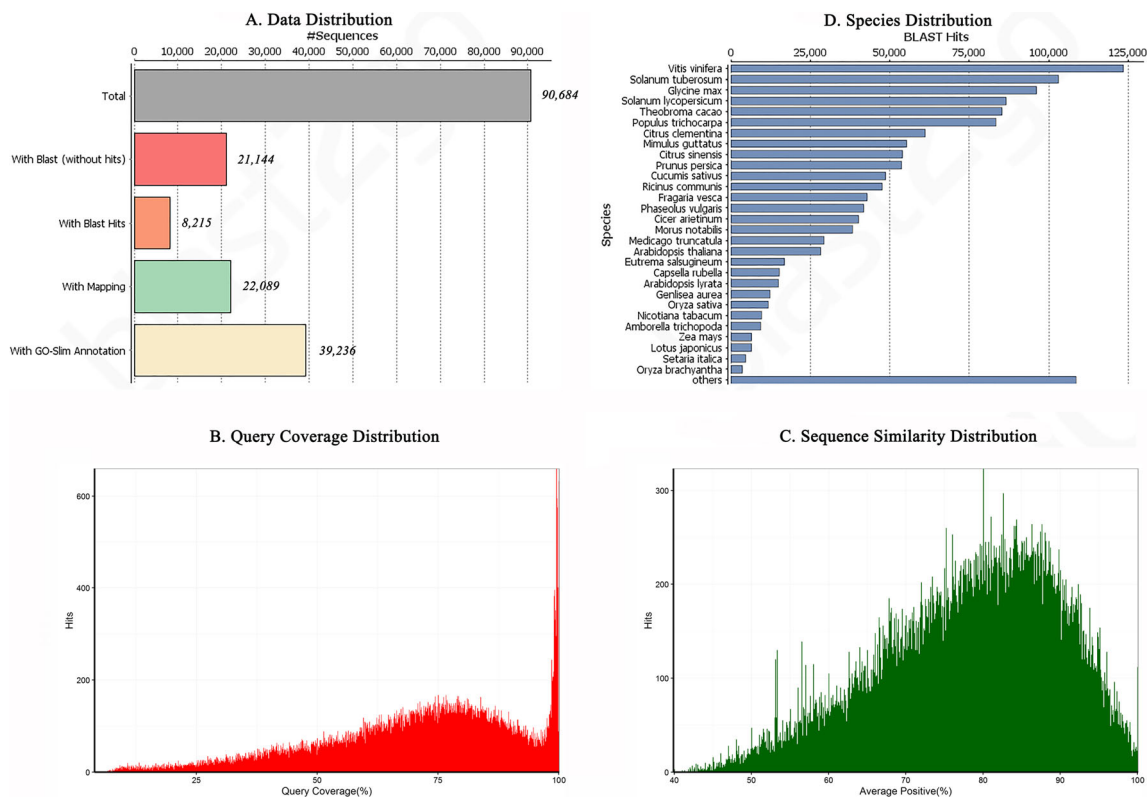 A. Data Distribution
#Sequences
0 10,000 20,000 30,000 40,000 50,000 60,000 70,000 80,000 90,000
Total
90,684
With Blast (without hits)
21,144
With Blast Hits
8,215
With Mapping
22,089
With GO-Slim Annotation
39,236
D. Species Distribution
BLAST Hits
0 25,000 50,000 75,000 100,000 125,000
Species
Vitis vinifera
Solanum tuberosum
Glycine max
Solanum lycopersicum
Theobroma cacao
Populus trichocarpa
Citrus clementina
Mimulus guttatus
Citrus sinensis
Prunus persica
Cucumis sativus
Ricinus communis
Fragaria vesca
Phaseolus vulgaris
Cicer arietinum
Morus notabilis
Medicago truncatula
Arabidopsis thaliana
Eutrema salsugineum
Capsella rubella
Arabidopsis lyrata
Genlisea aurea
Oryza sativa
Nicotiana tabacum
Amborella trichopoda
Zea mays
Lotus japonicus
Setaria italica
Oryza brachyantha
others
B. Query Coverage Distribution
600
400
200
0
Hits
25 50 75 100
Query Coverage(%)
C. Sequence Similarity Distribution
300
200
100
0
Hits
40 50 60 70 80 90 100
Average Positive(%)